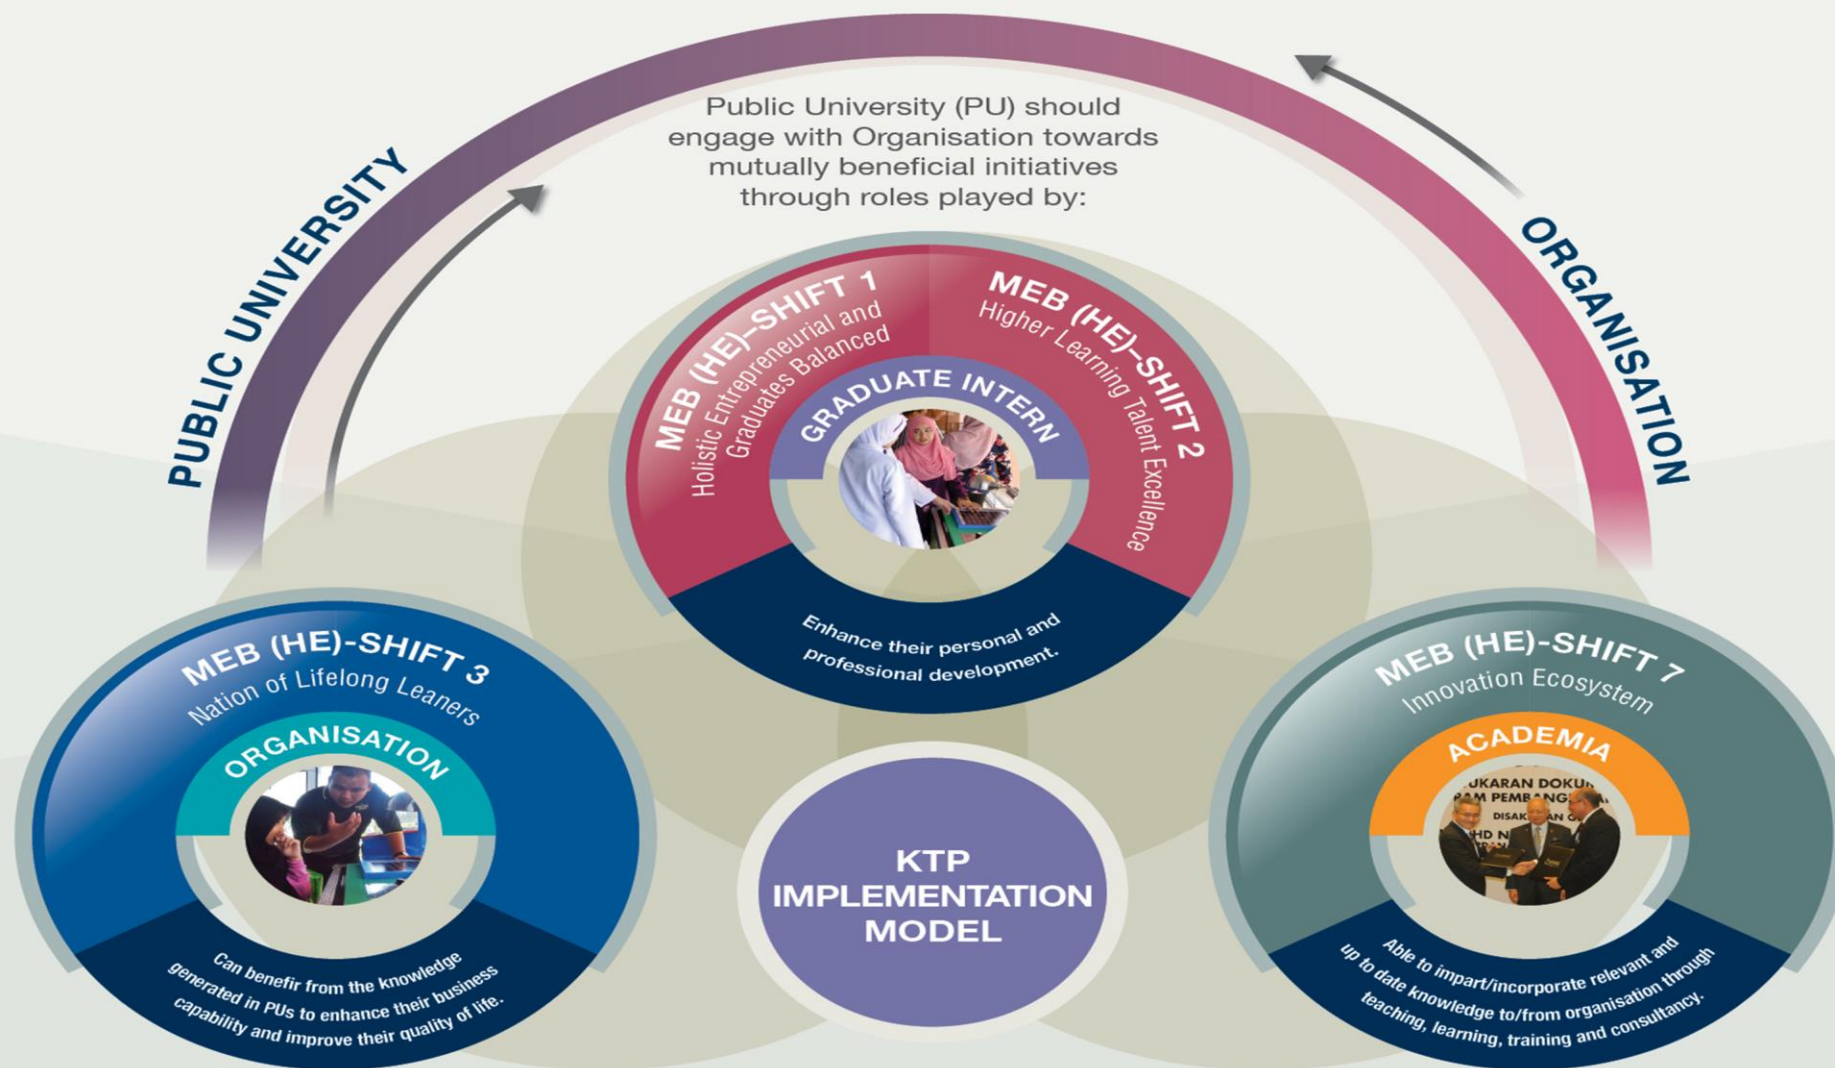 Public University (PU) should
engage with Organisation towards
mutually beneficial initiatives
through roles played by:
PUBLIC UNIVERSITY
ORGANISATION
MEB (HE)–SHIFT 1
Holistic Entrepreneurial and
Graduates Balanced
MEB (HE)–SHIFT 2
Higher Learning Talent Excellence
GRADUATE INTERN
Enhance their personal and
professional development.
MEB (HE)-SHIFT 3
Nation of Lifelong Leaners
ORGANISATION
Can benefir from the knowledge
generated in PUs to enhance their business
capability and improve their quality of life.
KTP
IMPLEMENTATION
MODEL
MEB (HE)-SHIFT 7
Innovation Ecosystem
ACADEMIA
UKARAN DOKU
PEMBANG
Able to impart/incorporate relevant and
up to date knowledge to/from organisation through
teaching, learning, training and consultancy.